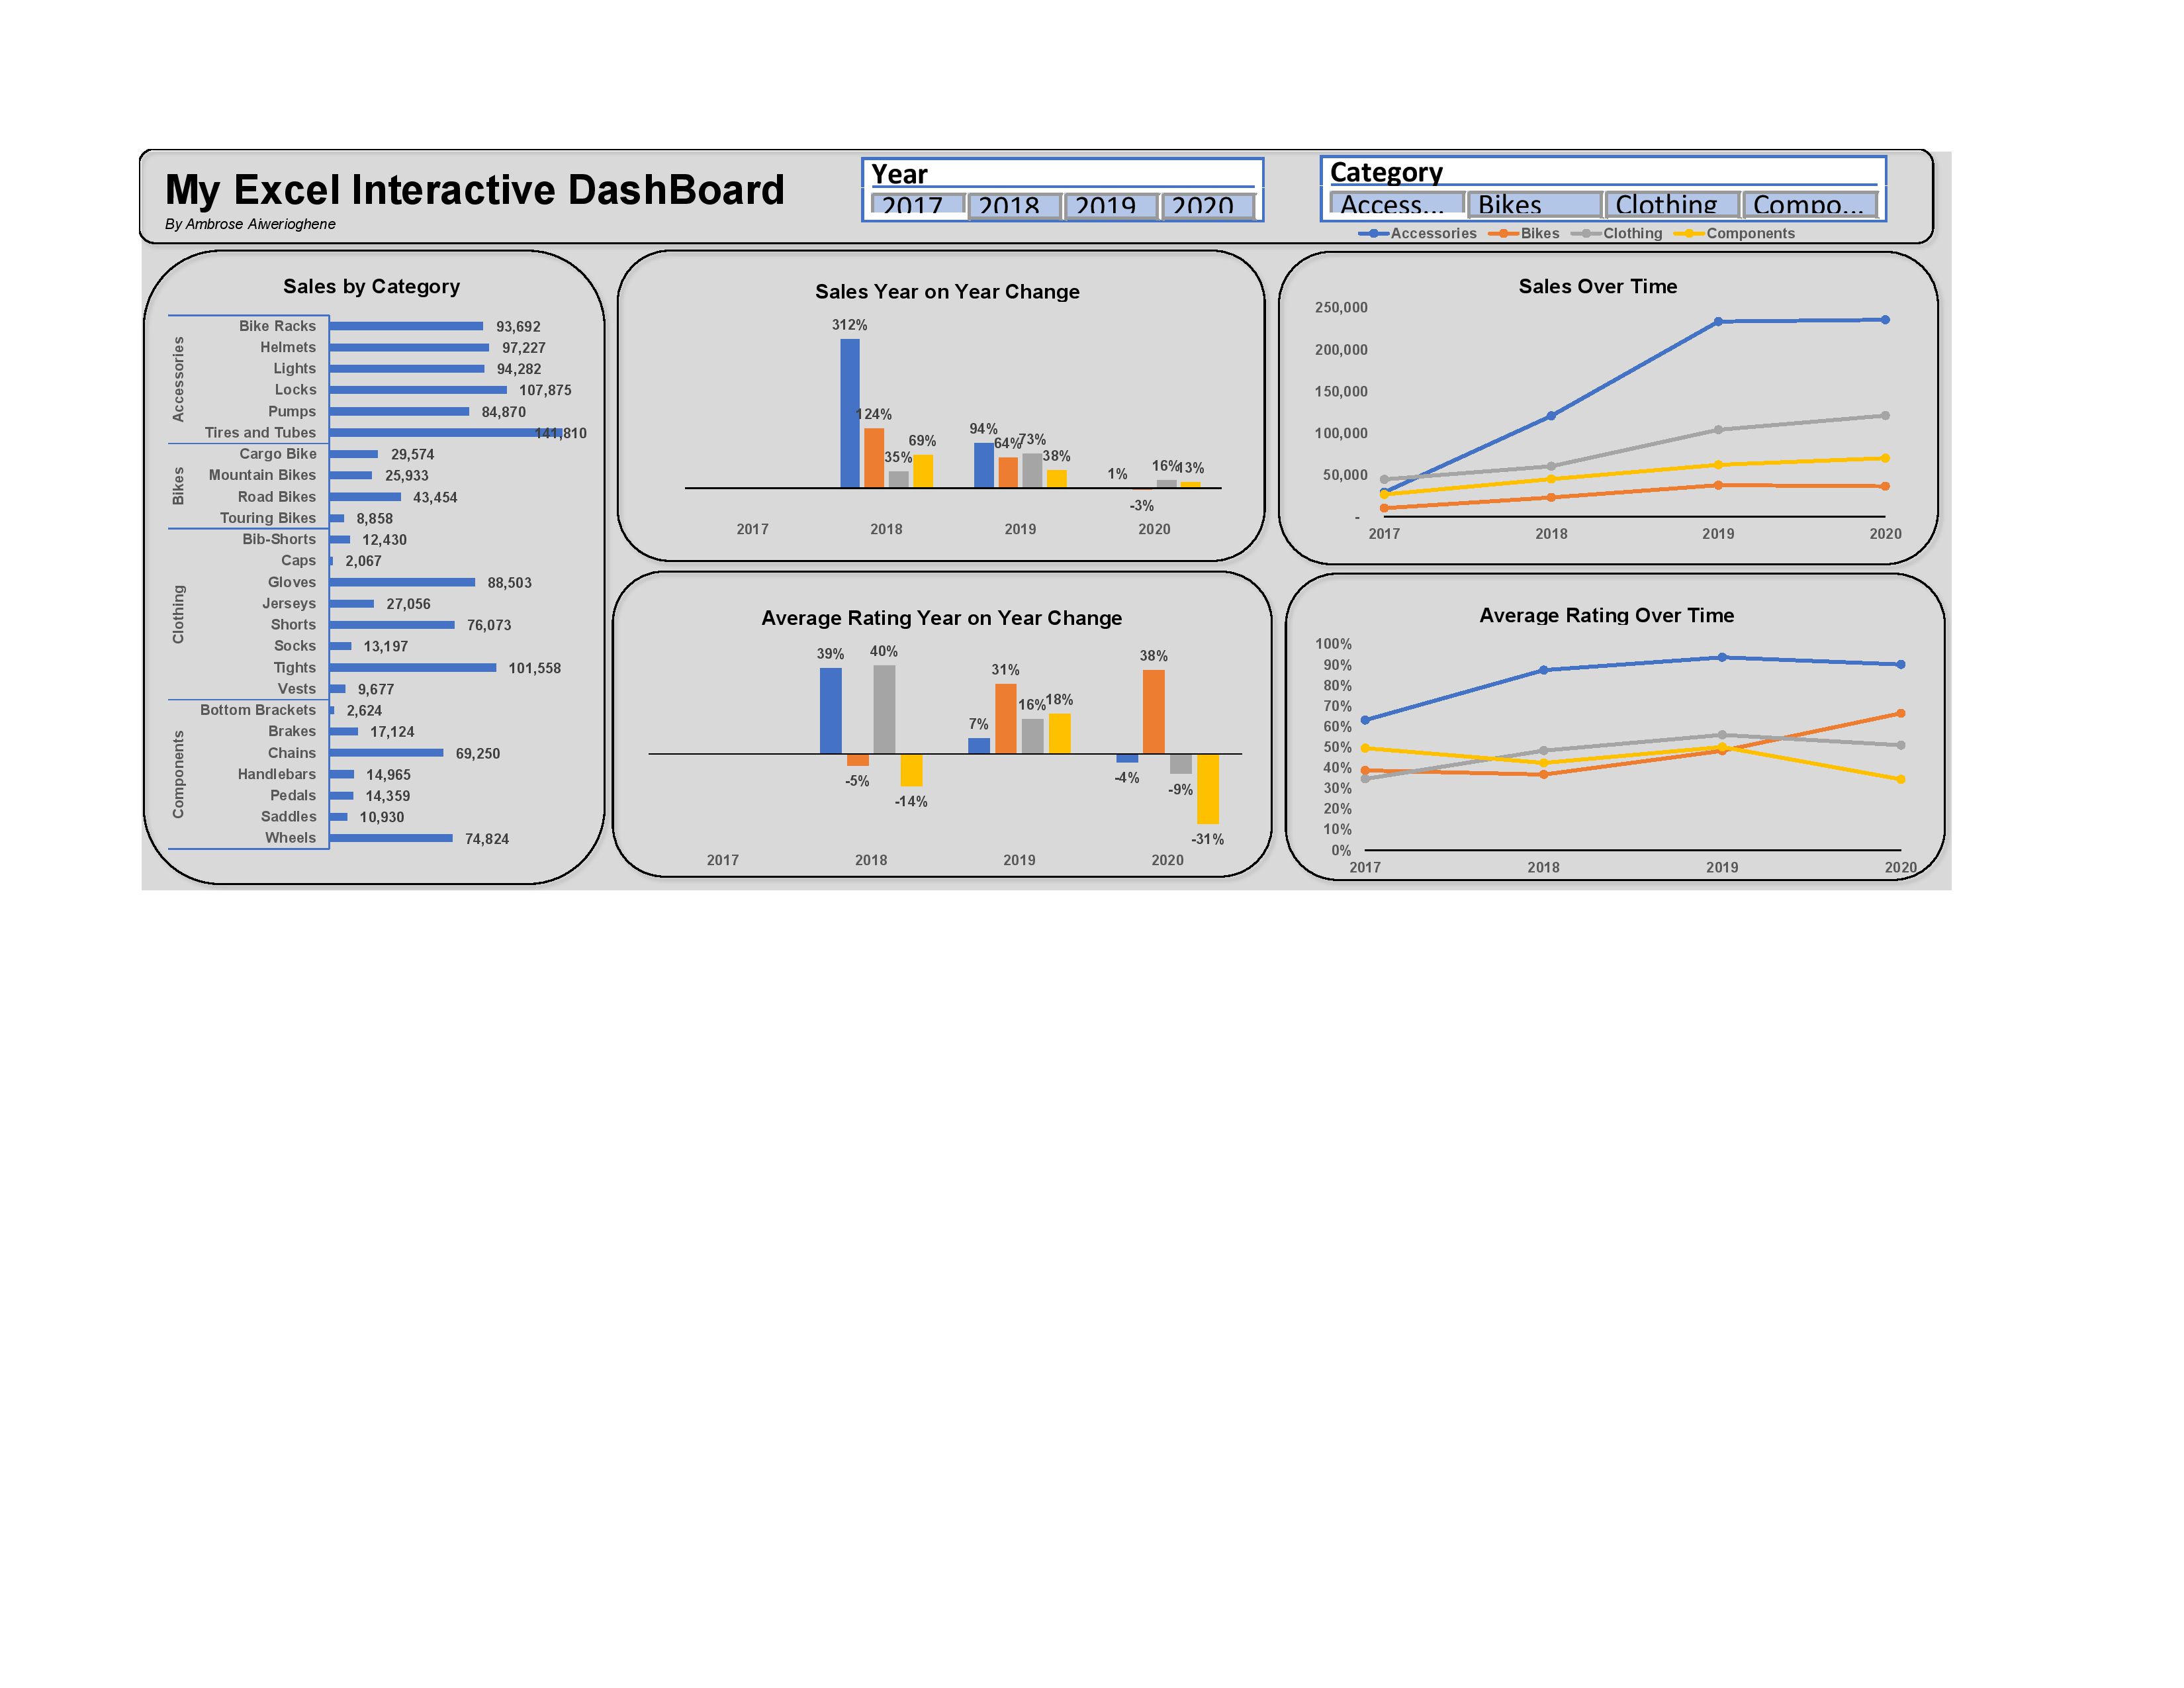 My Excel Interactive DashBoard
By Ambrose Aiwerioghene
Year
2017 2018 2019 2020
Category
Access... Bikes Clothing Compo...
Accessories Bikes Clothing Components
Sales by Category
Accessories
Bike Racks 93,692
Helmets 97,227
Lights 94,282
Locks 107,875
Pumps 84,870
Tires and Tubes 141,810
Bikes
Cargo Bike 29,574
Mountain Bikes 25,933
Road Bikes 43,454
Touring Bikes 8,858
Clothing
Bib-Shorts 12,430
Caps 2,067
Gloves 88,503
Jerseys 27,056
Shorts 76,073
Socks 13,197
Tights 101,558
Vests 9,677
Components
Bottom Brackets 2,624
Brakes 17,124
Chains 69,250
Handlebars 14,965
Pedals 14,359
Saddles 10,930
Wheels 74,824
Sales Year on Year Change
312%
124%
35%
69%
94%
64%
73%
38%
1%
-3%
16%
13%
2017 2018 2019 2020
Sales Over Time
250,000
200,000
150,000
100,000
50,000
-
2017 2018 2019 2020
Average Rating Year on Year Change
39%
-5%
40%
-14%
7%
31%
16%
18%
-4%
38%
-9%
-31%
2017 2018 2019 2020
Average Rating Over Time
100%
90%
80%
70%
60%
50%
40%
30%
20%
10%
0%
2017 2018 2019 2020